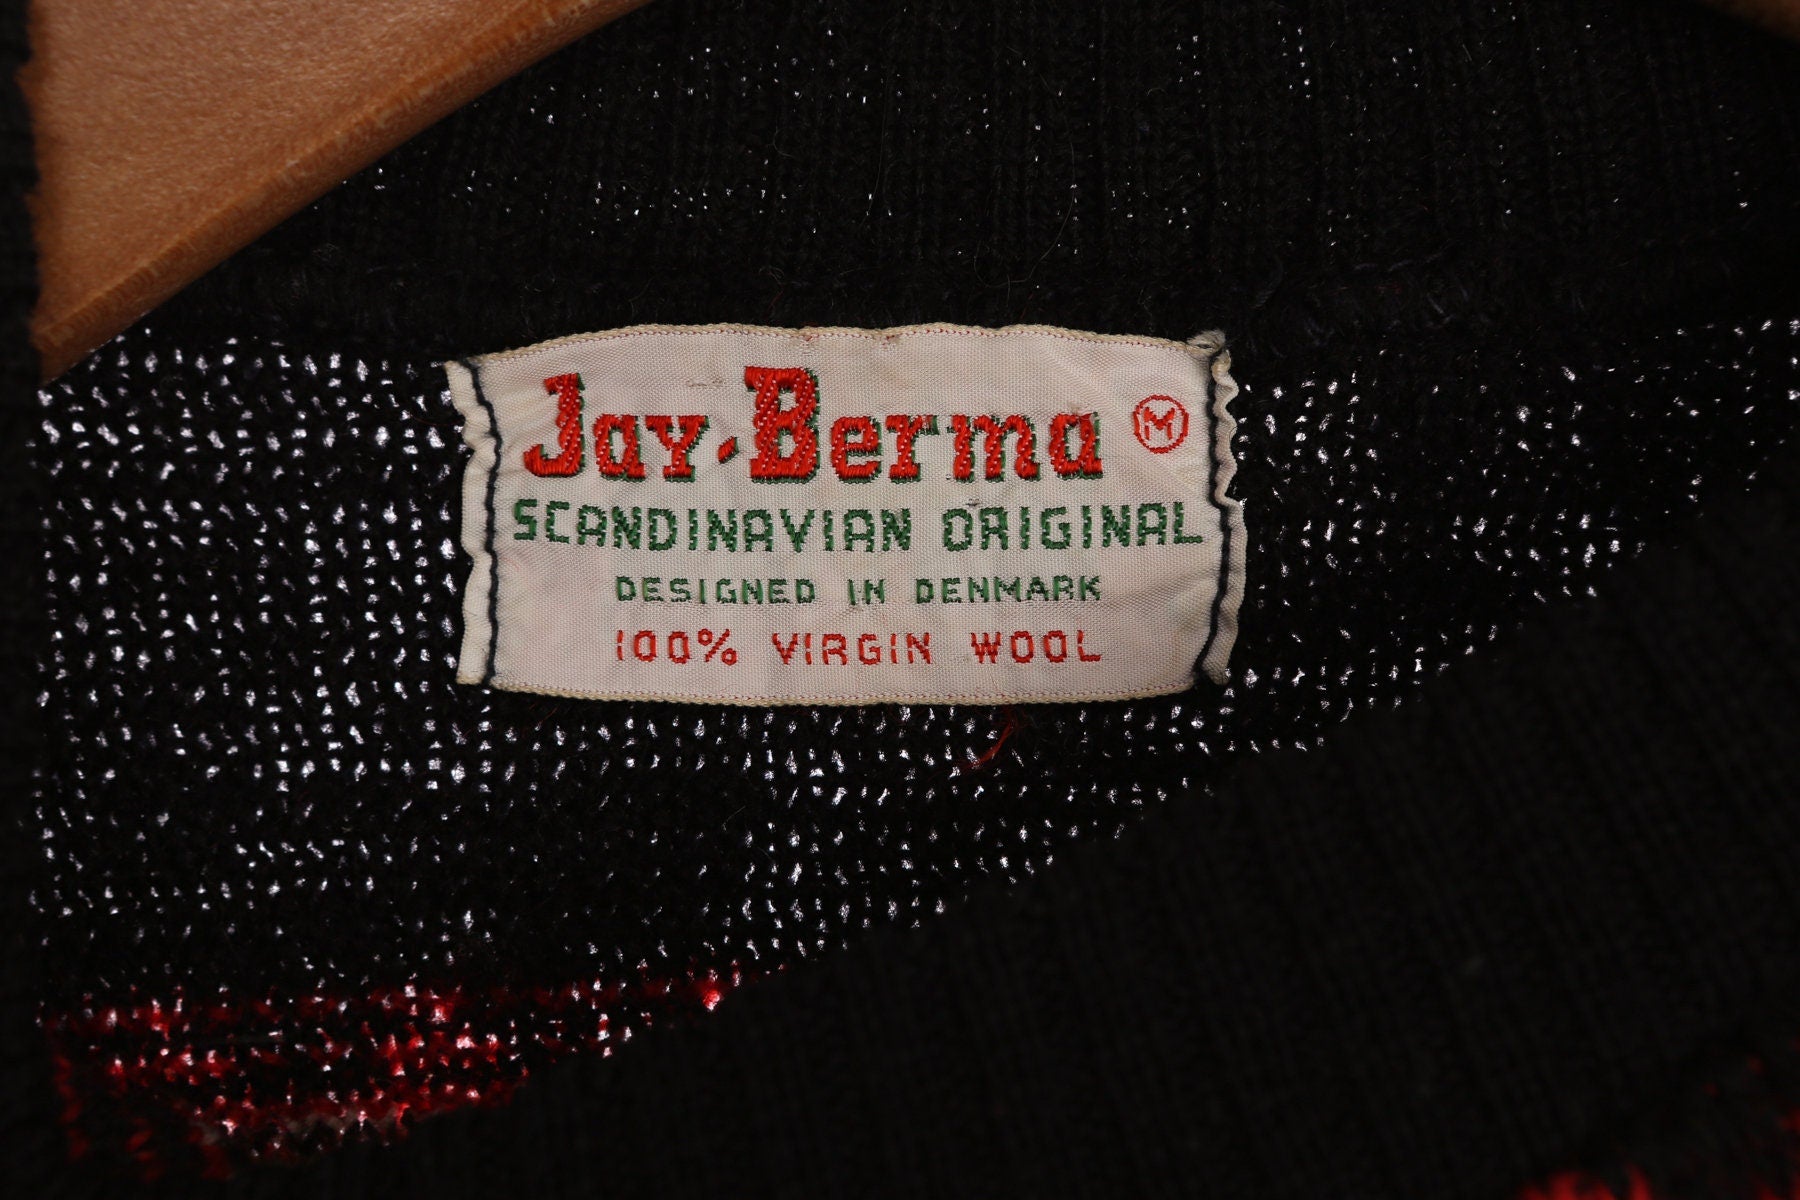 Jay-Berma Ⓜ
SCANDINAVIAN ORIGINAL
DESIGNED IN DENMARK
100% VIRGIN WOOL